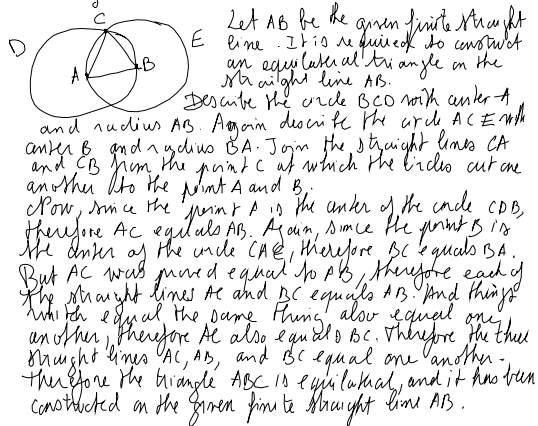 C
D
E
A
B
Let AB be the given finite straight
line. It is required to construct
an equilateral triangle on the
straight line AB.
Describe the circle BCD with center A
and radius AB. Again describe the circle ACE with
center B and radius BA. Join the straight lines CA
and CB from the point C at which the circles cut one
another to the point A and B.
Now, since the point A is the center of the circle CDB,
therefore AC equals AB. Again, since the point B is
the center of the circle CAE, therefore BC equals BA.
But AC was proved equal to AB, therefore each of
the straight lines AC and BC equals AB. And things
which equal the same thing also equal one
another, therefore AC also equals BC. Therefore the three
straight lines AC, AB, and BC equal one another.
Therefore the triangle ABC is equilateral, and it has been
constructed on the given finite straight line AB.